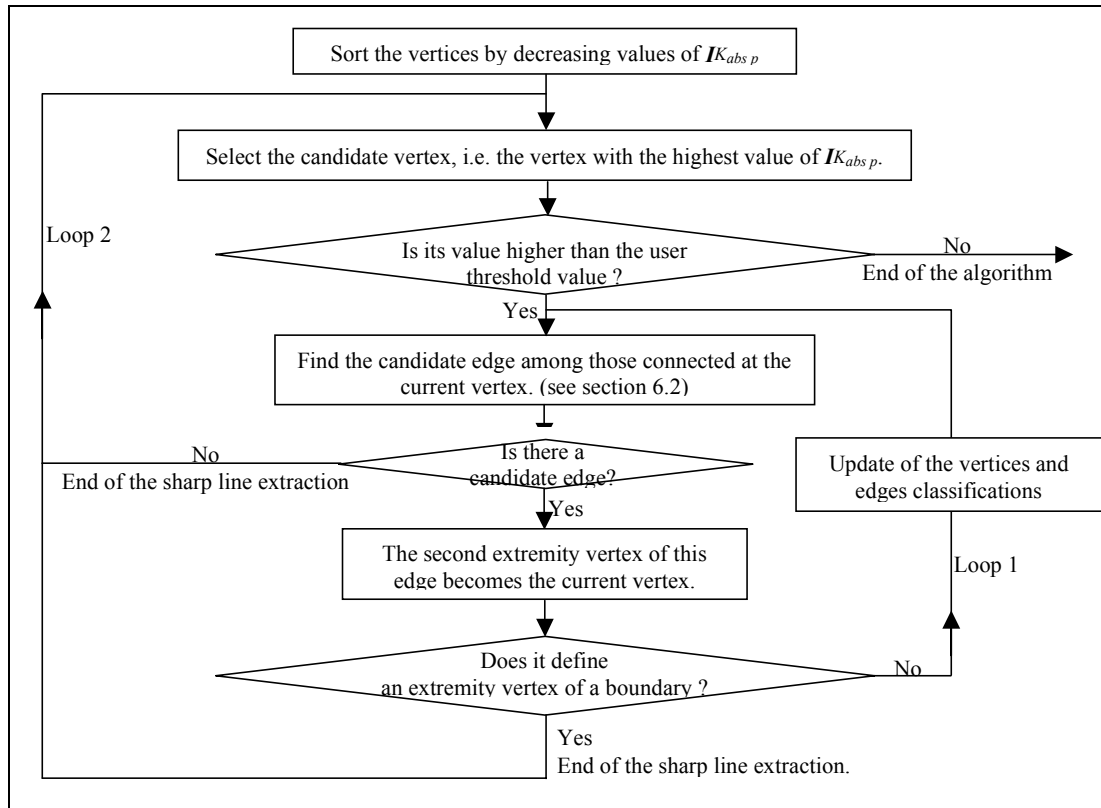 Sort the vertices by decreasing values of IKabs p
Select the candidate vertex, i.e. the vertex with the highest value of IKabs p.
Loop 2
Is its value higher than the user
threshold value ?
No
End of the algorithm
Yes
Find the candidate edge among those connected at the
current vertex. (see section 6.2)
No
End of the sharp line extraction
Is there a
candidate edge?
Update of the vertices and
edges classifications
Yes
The second extremity vertex of this
edge becomes the current vertex.
Loop 1
Does it define
an extremity vertex of a boundary ?
No
Yes
End of the sharp line extraction.